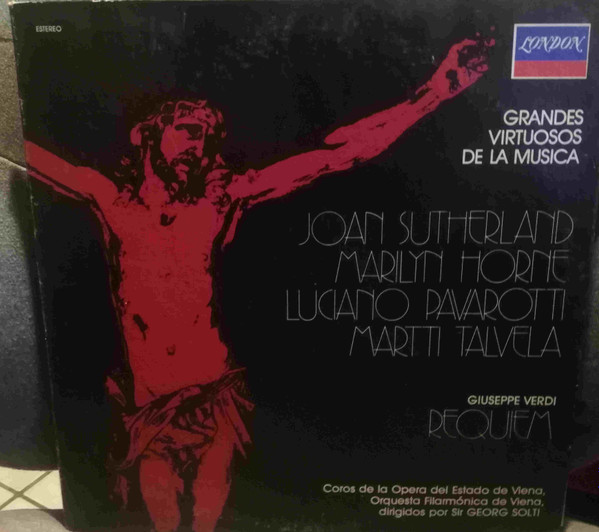 ESTEREO
LONDON
GRANDES
VIRTUOSOS
DE LA MUSICA
JOAN SUTHERLAND
MARILYN HORNE
LUCIANO PAVAROTTI
MARTTI TALVELA
GIUSEPPE VERDI
REQUIEM
Coros de la Opera del Estado de Viena,
Orquesta Filarmónica de Viena,
dirigidos por Sir GEORG SOLTI